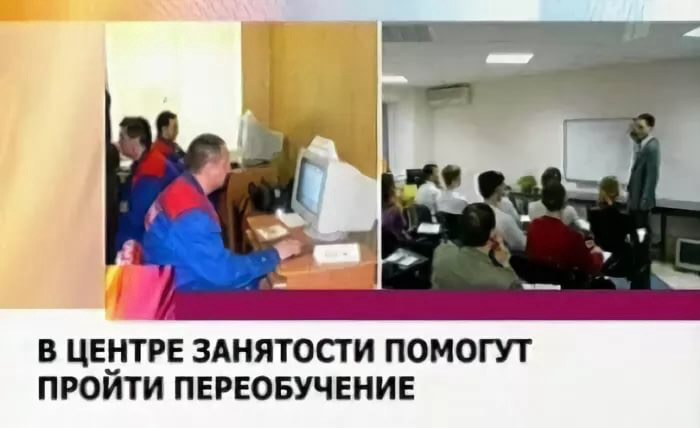 В ЦЕНТРЕ ЗАНЯТОСТИ ПОМОГУТ
ПРОЙТИ ПЕРЕОБУЧЕНИЕ